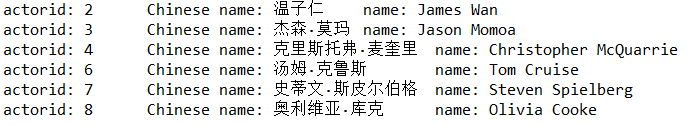 actorid: 2 Chinese name: 温子仁 name: James Wan
actorid: 3 Chinese name: 杰森·莫玛 name: Jason Momoa
actorid: 4 Chinese name: 克里斯托弗·麦奎里 name: Christopher McQuarrie
actorid: 6 Chinese name: 汤姆·克鲁斯 name: Tom Cruise
actorid: 7 Chinese name: 史蒂文·斯皮尔伯格 name: Steven Spielberg
actorid: 8 Chinese name: 奥利维亚·库克 name: Olivia Cooke